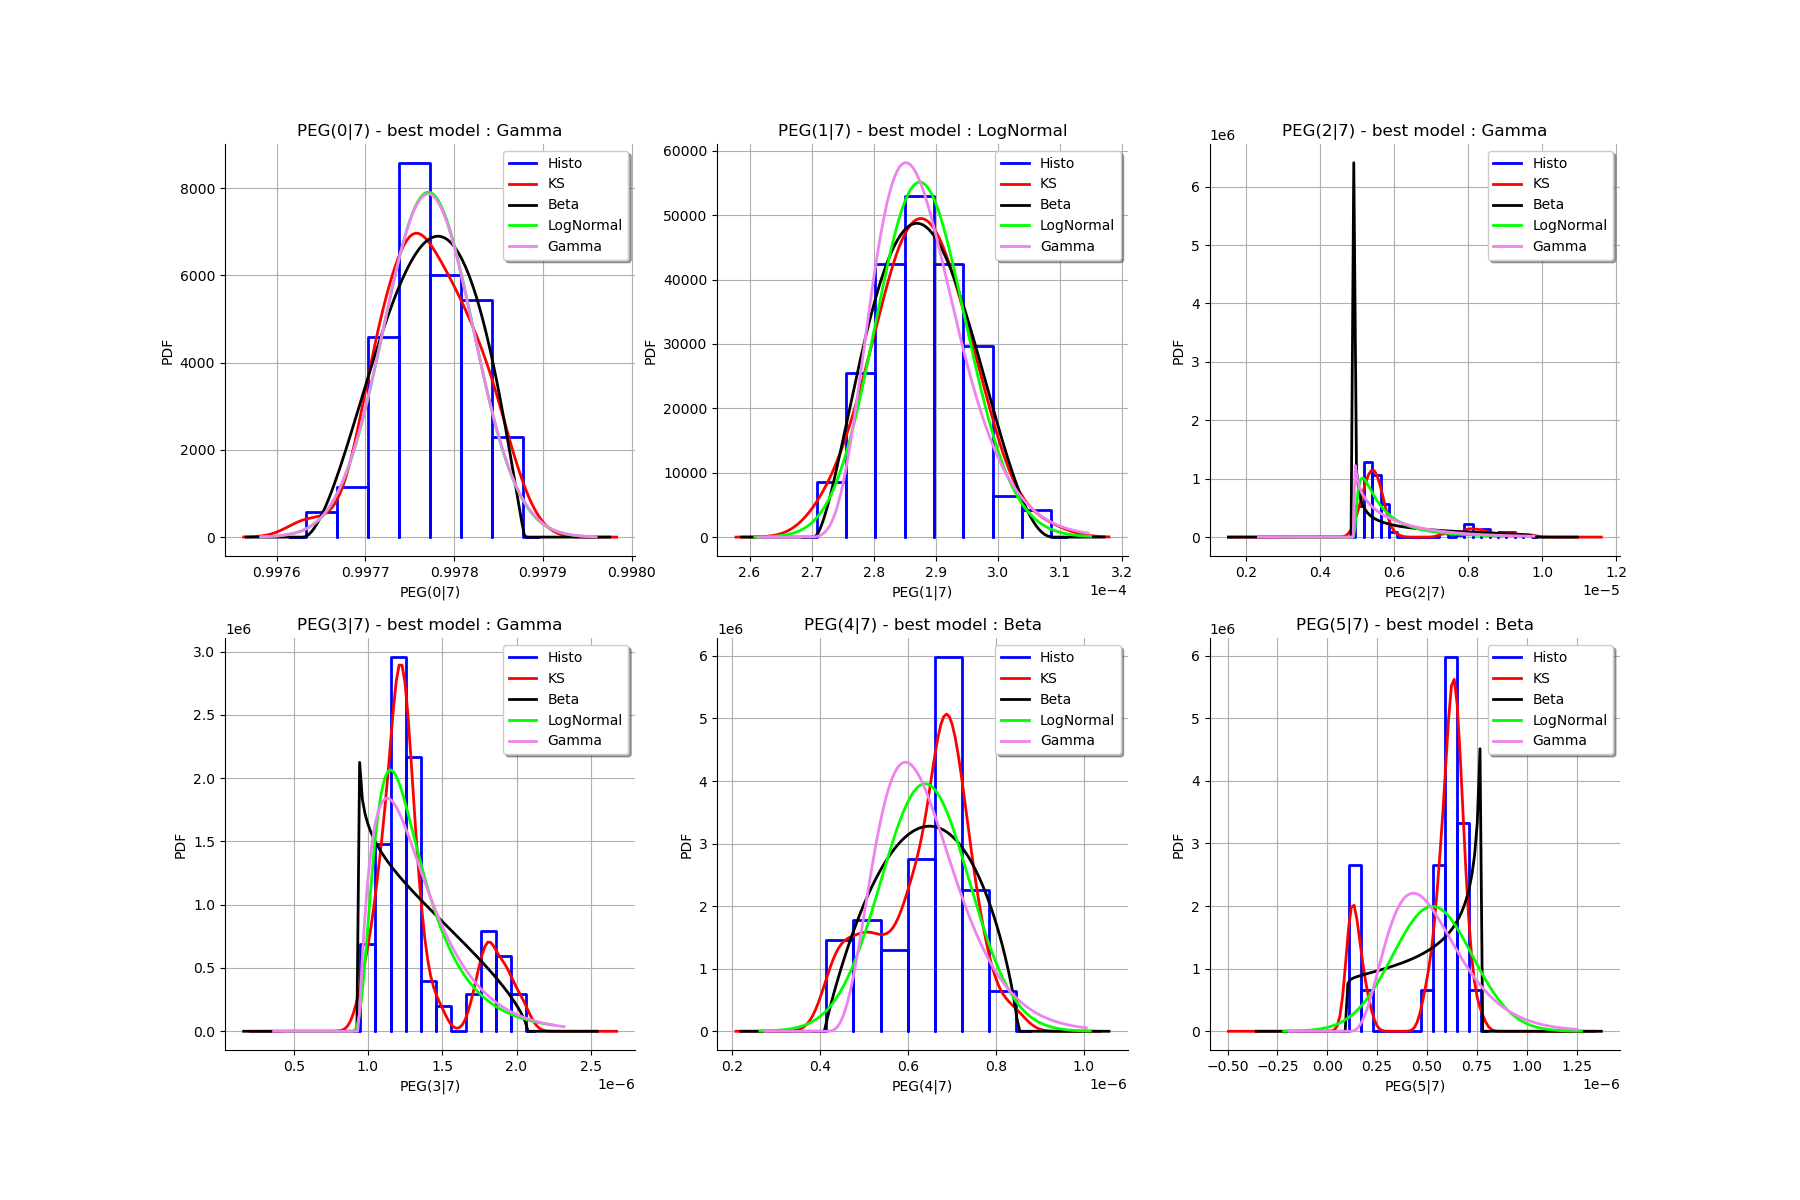 PEG(0|7) - best model : Gamma
8000
6000
4000
2000
0
PDF
0.9976
0.9977
0.9978
0.9979
0.9980
PEG(0|7)
Histo
KS
Beta
LogNormal
Gamma
PEG(1|7) - best model : LogNormal
60000
50000
40000
30000
20000
10000
0
PDF
2.6
2.7
2.8
2.9
3.0
3.1
3.2
1e−4
PEG(1|7)
Histo
KS
Beta
LogNormal
Gamma
PEG(2|7) - best model : Gamma
1e6
6
5
4
3
2
1
0
PDF
0.2
0.4
0.6
0.8
1.0
1.2
1e−5
PEG(2|7)
Histo
KS
Beta
LogNormal
Gamma
PEG(3|7) - best model : Gamma
1e6
3.0
2.5
2.0
1.5
1.0
0.5
0.0
PDF
0.5
1.0
1.5
2.0
2.5
1e−6
PEG(3|7)
Histo
KS
Beta
LogNormal
Gamma
PEG(4|7) - best model : Beta
1e6
6
5
4
3
2
1
0
PDF
0.2
0.4
0.6
0.8
1.0
1e−6
PEG(4|7)
Histo
KS
Beta
LogNormal
Gamma
PEG(5|7) - best model : Beta
1e6
6
5
4
3
2
1
0
PDF
−0.50
−0.25
0.00
0.25
0.50
0.75
1.00
1.25
1e−6
PEG(5|7)
Histo
KS
Beta
LogNormal
Gamma